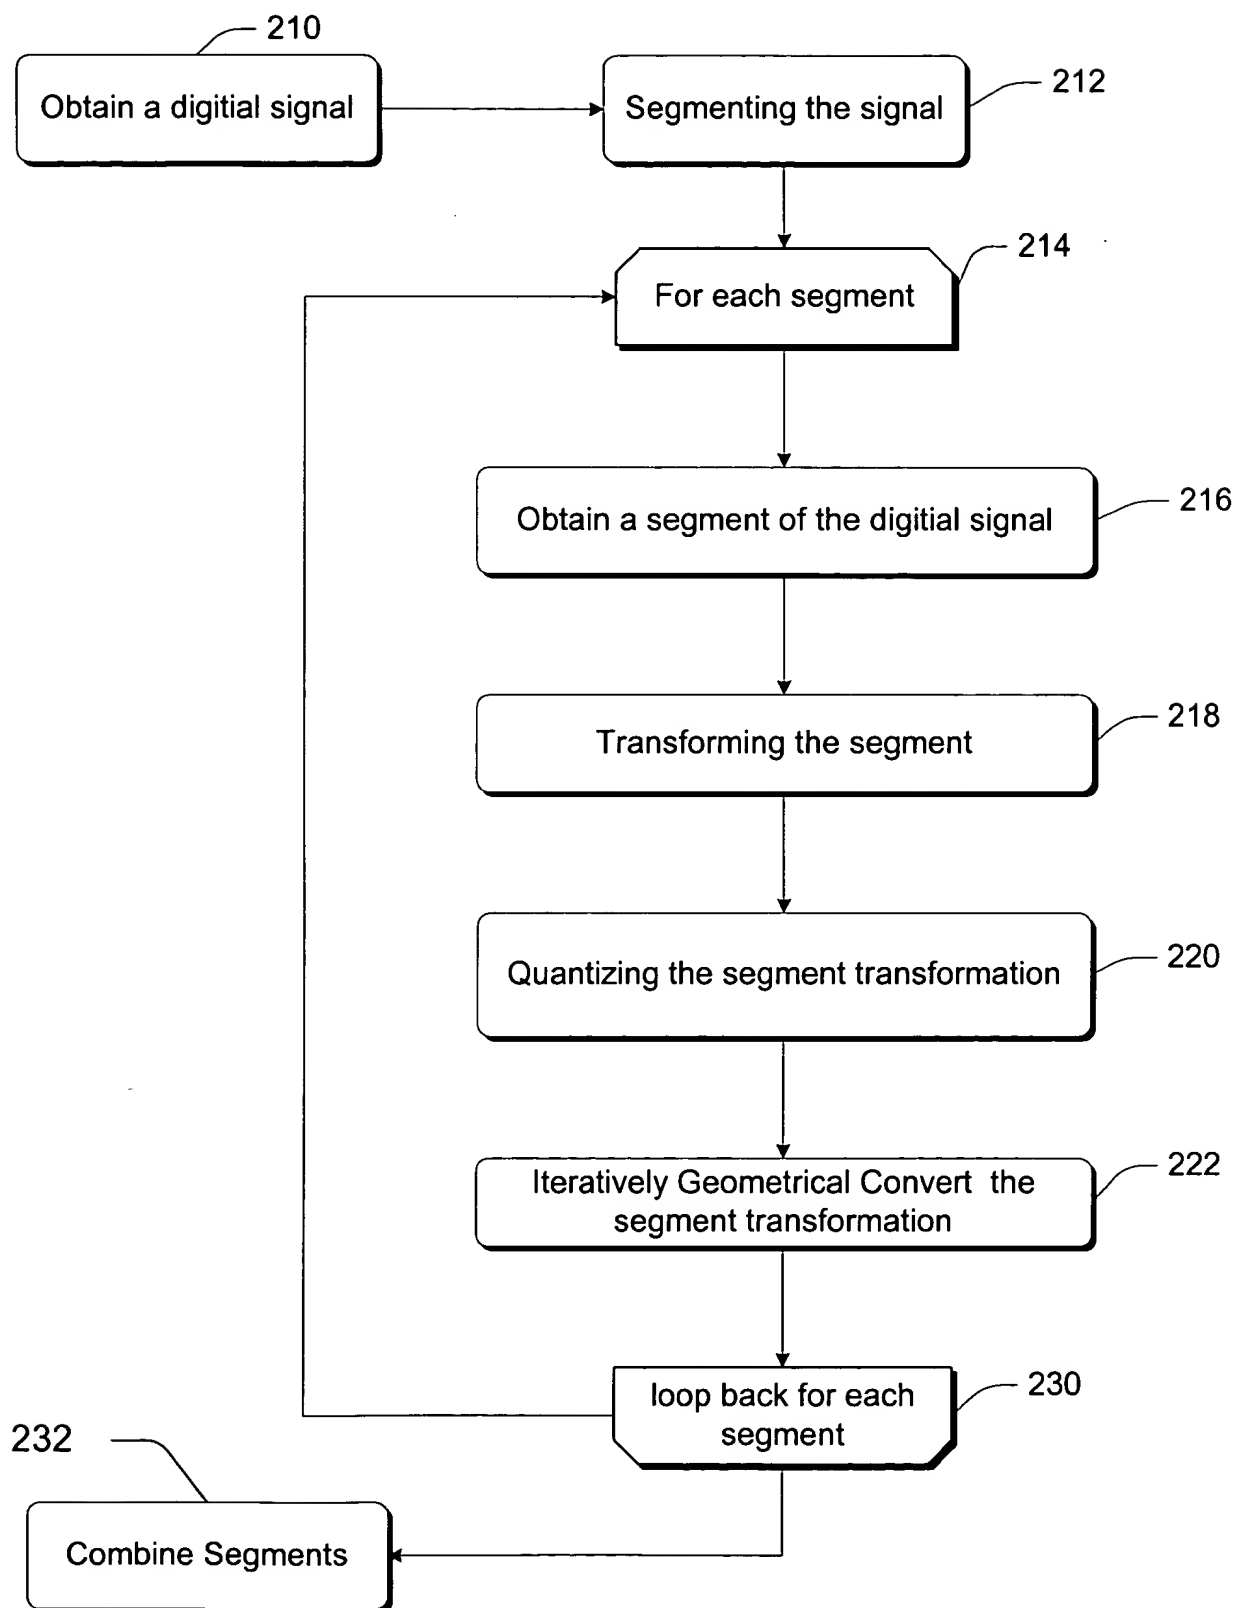 210
Obtain a digitial signal
Segmenting the signal
212
For each segment
214
Obtain a segment of the digitial signal
216
Transforming the segment
218
Quantizing the segment transformation
220
Iteratively Geometrical Convert the
segment transformation
222
loop back for each
segment
230
232
Combine Segments